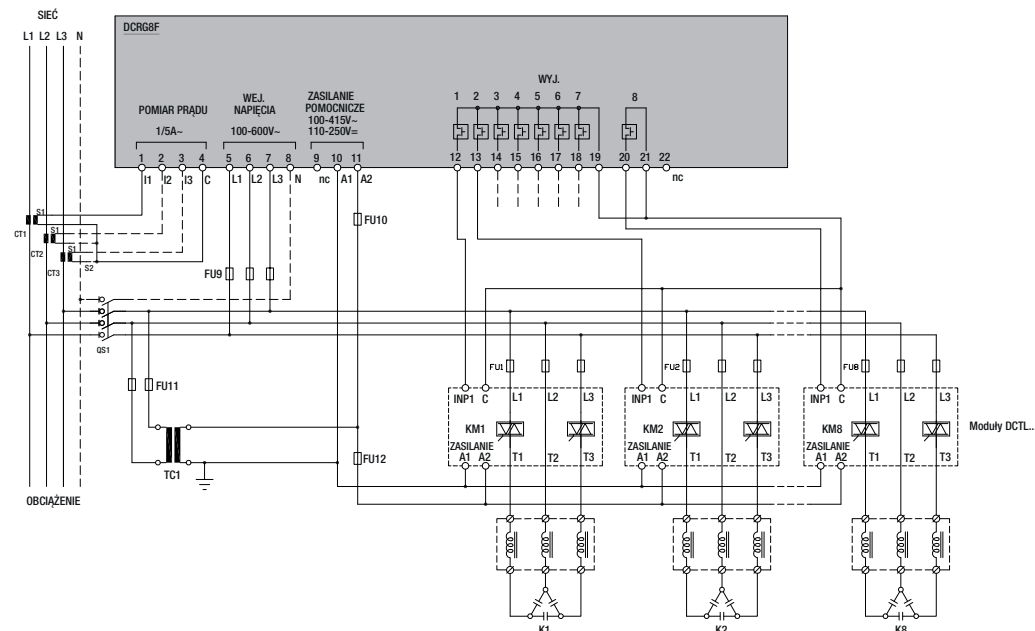 SIEĆ
L1 L2 L3 N
DCRG8F
WYJ.
POMIAR PRĄDU
1/5A~
WEJ.
NAPIĘCIA
100-600V~
ZASILANIE
POMOCNICZE
100-415V~
110-250V=
1 2 3 4 5 6 7 8
1 2 3 4 5 6 7 8 9 10 11 12 13 14 15 16 17 18 19 20 21 22
I1 I2 I3 C L1 L2 L3 N nc A1 A2 nc
S1
CT1
S1
CT2
S1
CT3
S2
FU10
FU9
QS1
FU11
FU1 FU2 FU8
INP1 C L1 L2 L3 INP1 C L1 L2 L3 INP1 C L1 L2 L3
KM1 KM2 KM8
Moduły DCTL..
ZASILANIE ZASILANIE ZASILANIE
A1 A2 T1 T2 T3 A1 A2 T1 T2 T3 A1 A2 T1 T2 T3
FU12
TC1
OBCIĄŻENIE
K1 K2 K8